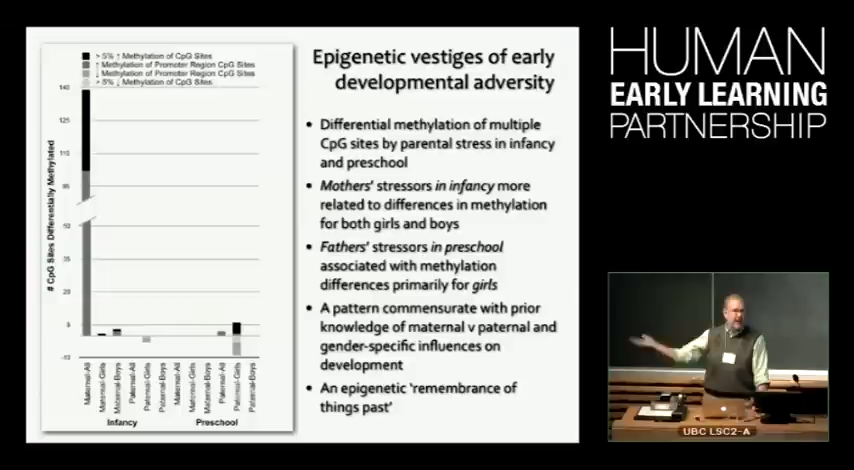 > 5% ↑ Methylation of CpG Sites
↑ Methylation of Promoter Region CpG Sites
↓ Methylation of Promoter Region CpG Sites
> 5% ↓ Methylation of CpG Sites
# CpG Sites Differentially Methylated
140
125
110
95
50
35
20
5
-10
Maternal-All
Maternal-Girls
Maternal-Boys
Paternal-All
Paternal-Girls
Paternal-Boys
Maternal-All
Maternal-Girls
Maternal-Boys
Paternal-All
Paternal-Girls
Paternal-Boys
Infancy
Preschool
Epigenetic vestiges of early
developmental adversity
• Differential methylation of multiple
CpG sites by parental stress in infancy
and preschool
• Mothers' stressors in infancy more
related to differences in methylation
for both girls and boys
• Fathers' stressors in preschool
associated with methylation
differences primarily for girls
• A pattern commensurate with prior
knowledge of maternal v paternal and
gender-specific influences on
development
• An epigenetic 'remembrance of
things past'
HUMAN
EARLY LEARNING
PARTNERSHIP
UBC LSC2-A